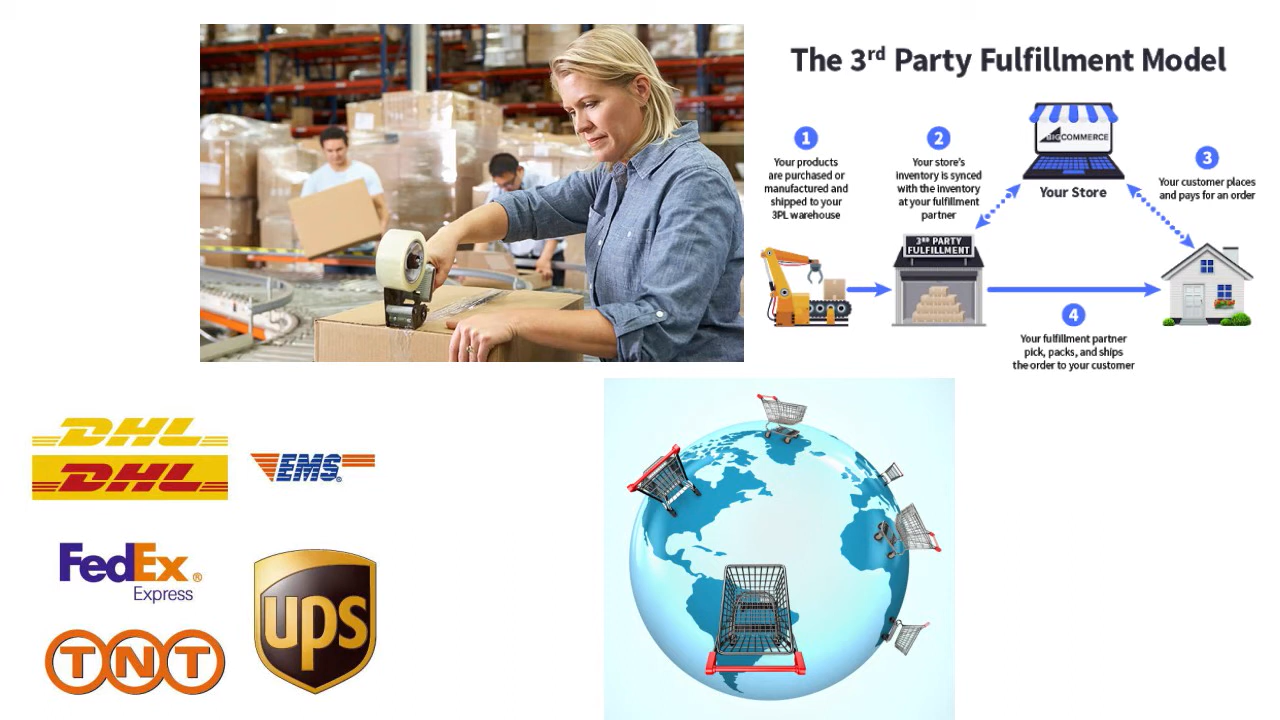 The 3rd Party Fulfillment Model
1
Your products
are purchased or
manufactured and
shipped to your
3PL warehouse
2
Your store's
inventory is synced
with the inventory
at your fulfillment
partner
BIGCOMMERCE
Your Store
3
Your customer places
and pays for an order
3RD PARTY
FULFILLMENT
4
Your fulfillment partner
pick, packs, and ships
the order to your customer
DHL
DHL
EMS®
FedEx®
Express
TNT
ups